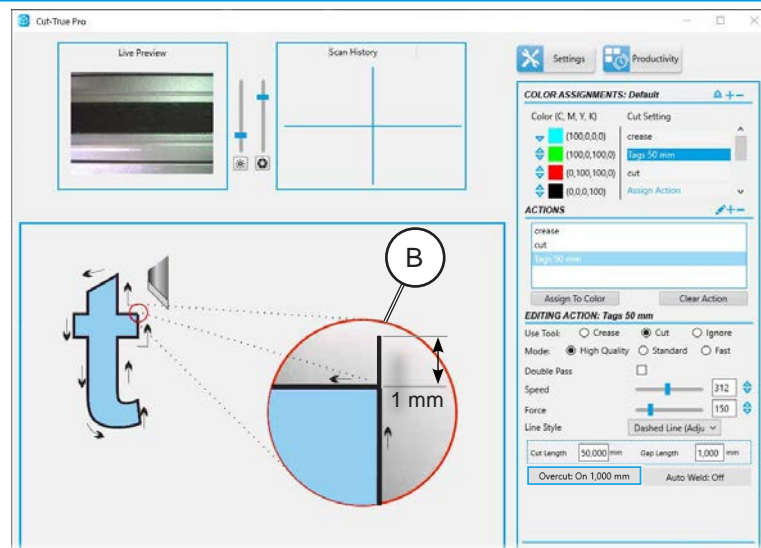 Cut-True Pro
Live Preview
Scan History
Settings
Productivity
COLOR ASSIGNMENTS: Default
Color (C, M, Y, K) Cut Setting
(100,0,0,0) crease
(100,0,100,0) Tags 50 mm
(0,100,100,0) cut
(0,0,0,100) Assign Action
ACTIONS
crease
cut
Tags 50 mm
Assign To Color Clear Action
EDITING ACTION: Tags 50 mm
Use Tool: Crease Cut Ignore
Mode: High Quality Standard Fast
Double Pass
Speed 312
Force 150
Line Style Dashed Line (Adju
Cut Length 50,000 mm Gap Length 1,000 mm
Overcut: On 1,000 mm Auto Weld: Off
B
1 mm
t